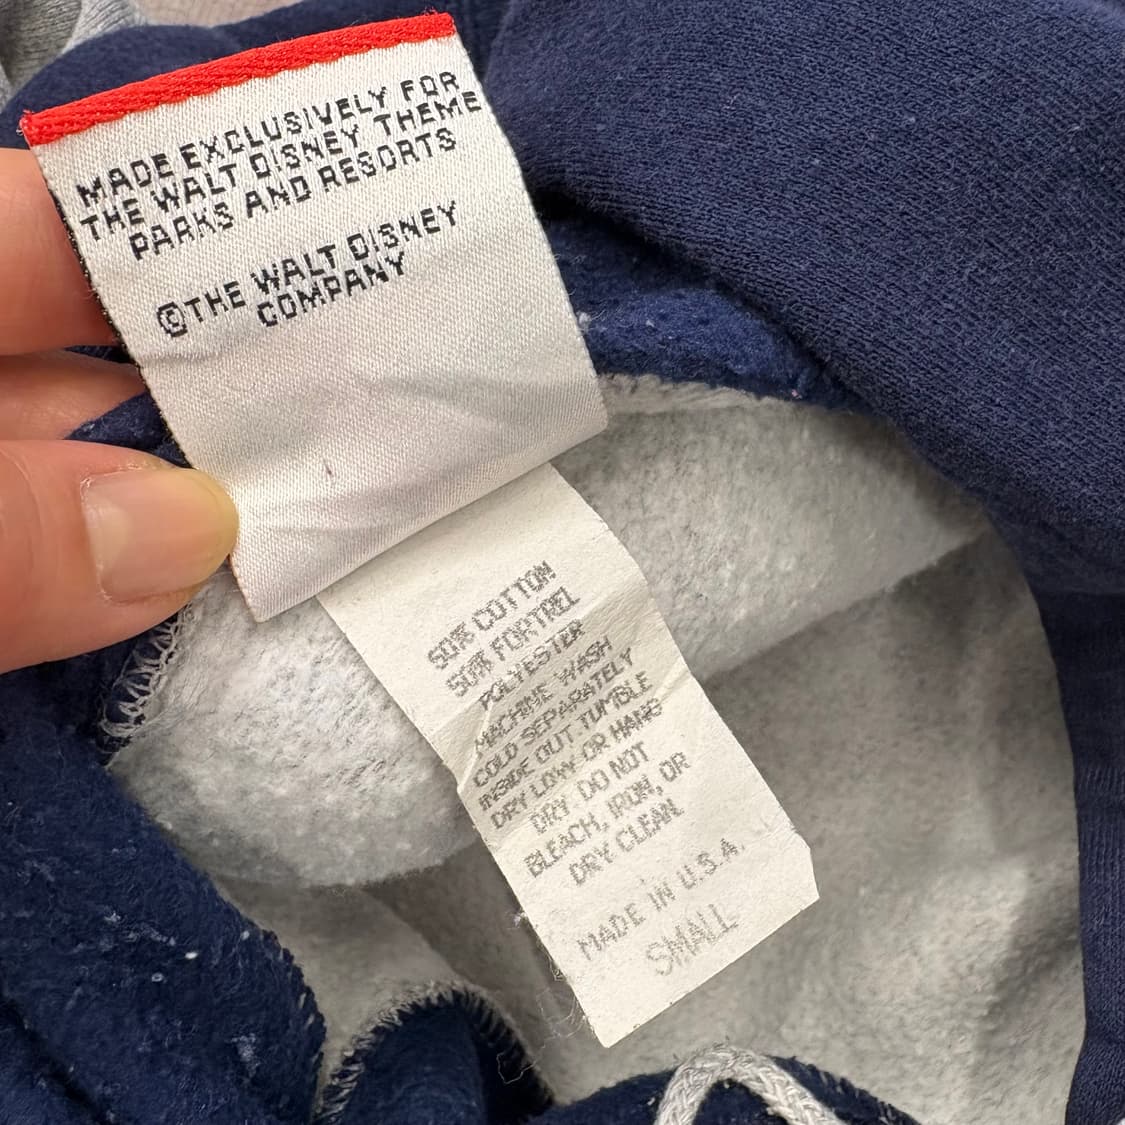 MADE EXCLUSIVELY FOR
THE WALT DISNEY THEME
PARKS AND RESORTS
©THE WALT DISNEY
COMPANY
50% COTTON
50% FORTREL
POLYESTER
MACHINE WASH
COLD SEPARATELY
INSIDE OUT. TUMBLE
DRY LOW OR HANG
DRY. DO NOT
BLEACH, IRON, OR
DRY CLEAN.
MADE IN U.S.A.
SMALL